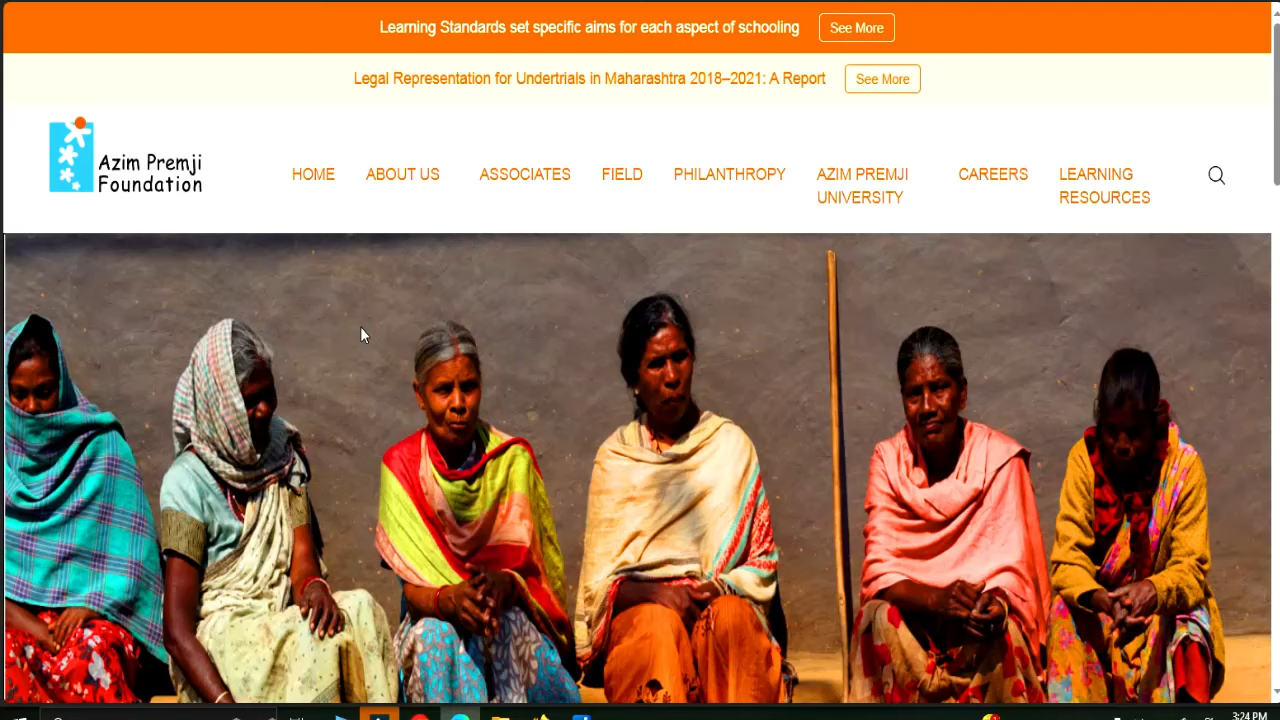 Learning Standards set specific aims for each aspect of schooling See More
Legal Representation for Undertrials in Maharashtra 2018–2021: A Report See More
Azim Premji
Foundation
HOME ABOUT US ASSOCIATES FIELD PHILANTHROPY AZIM PREMJI UNIVERSITY CAREERS LEARNING RESOURCES
3:24 PM